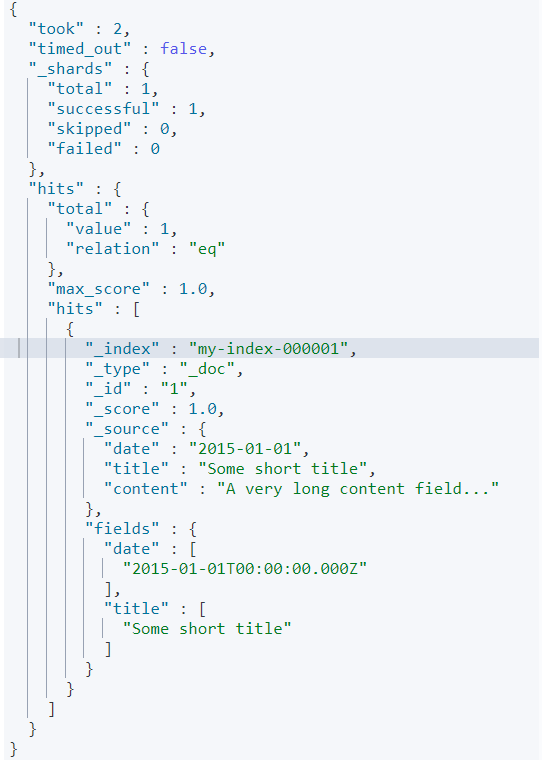 {
  "took" : 2,
  "timed_out" : false,
  "_shards" : {
    "total" : 1,
    "successful" : 1,
    "skipped" : 0,
    "failed" : 0
  },
  "hits" : {
    "total" : {
      "value" : 1,
      "relation" : "eq"
    },
    "max_score" : 1.0,
    "hits" : [
      {
        "_index" : "my-index-000001",
        "_type" : "_doc",
        "_id" : "1",
        "_score" : 1.0,
        "_source" : {
          "date" : "2015-01-01",
          "title" : "Some short title",
          "content" : "A very long content field..."
        },
        "fields" : {
          "date" : [
            "2015-01-01T00:00:00.000Z"
          ],
          "title" : [
            "Some short title"
          ]
        }
      }
    ]
  }
}